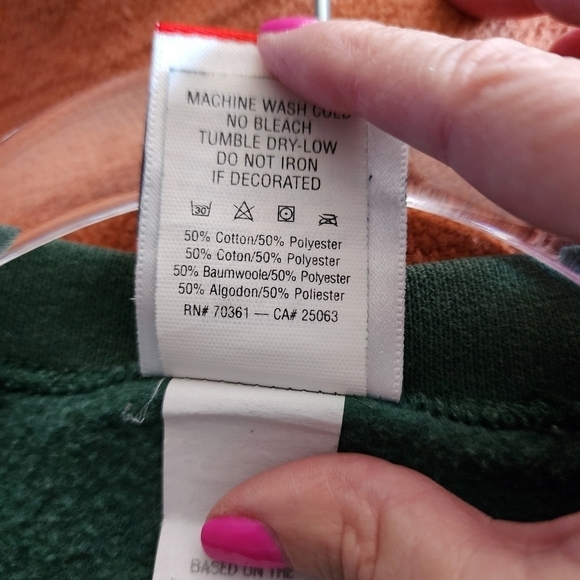 MACHINE WASH COLD
NO BLEACH
TUMBLE DRY-LOW
DO NOT IRON
IF DECORATED
30
50% Cotton/50% Polyester
50% Coton/50% Polyester
50% Baumwoole/50% Polyester
50% Algodon/50% Poliester
RN# 70361 — CA# 25063
BASED ON THE